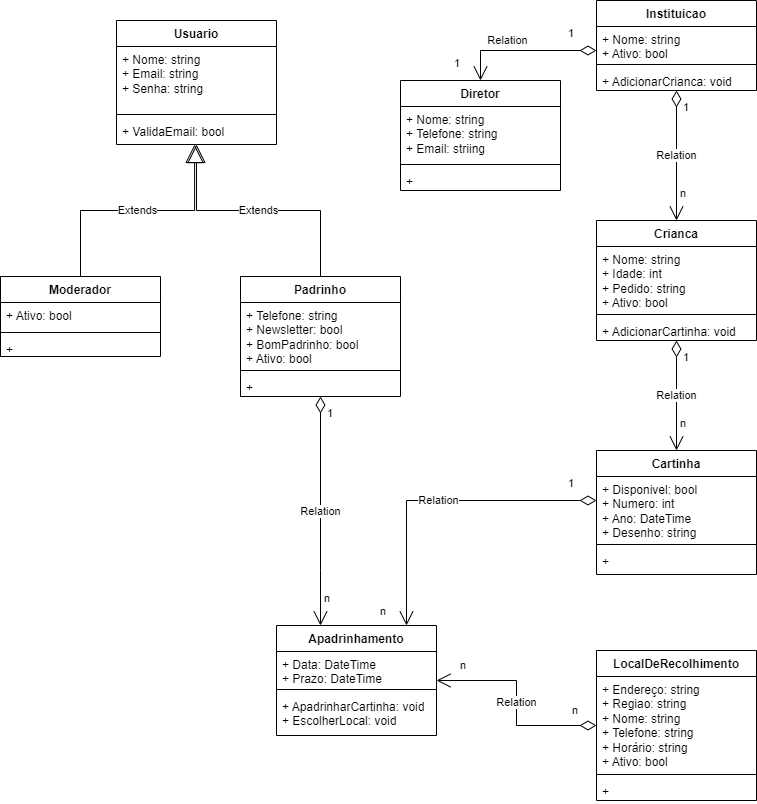 Usuario
+ Nome: string
+ Email: string
+ Senha: string
+ ValidaEmail: bool
Extends
Extends
Moderador
+ Ativo: bool
+
Padrinho
+ Telefone: string
+ Newsletter: bool
+ BomPadrinho: bool
+ Ativo: bool
+
1
Relation
n
Instituicao
+ Nome: string
+ Ativo: bool
+ AdicionarCrianca: void
1
Relation
1
Diretor
+ Nome: string
+ Telefone: string
+ Email: striing
+
1
Relation
n
Crianca
+ Nome: string
+ Idade: int
+ Pedido: string
+ Ativo: bool
+ AdicionarCartinha: void
1
Relation
n
Cartinha
+ Disponivel: bool
+ Numero: int
+ Ano: DateTime
+ Desenho: string
+
1
Relation
n
Apadrinhamento
+ Data: DateTime
+ Prazo: DateTime
+ ApadrinharCartinha: void
+ EscolherLocal: void
n
Relation
n
LocalDeRecolhimento
+ Endereço: string
+ Regiao: string
+ Nome: string
+ Telefone: string
+ Horário: string
+ Ativo: bool
+